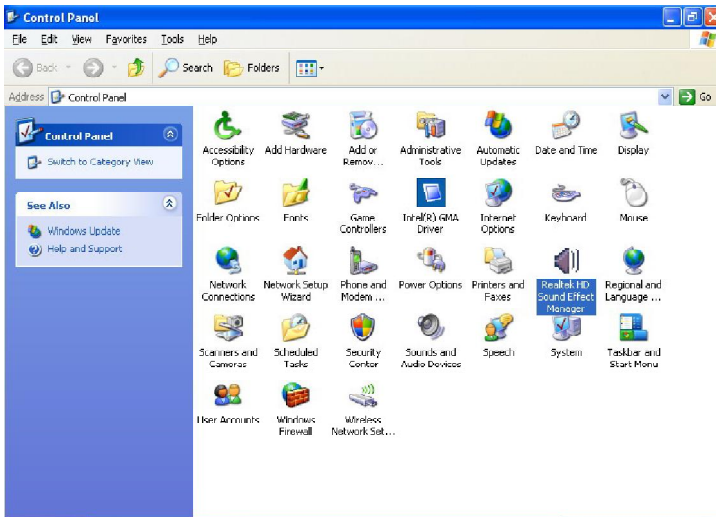 Control Panel
File Edit View Favorites Tools Help
Back Search Folders
Address Control Panel Go
Control Panel
Switch to Category View
See Also
Windows Update
Help and Support
Accessibility Options
Add Hardware
Add or Remov...
Administrative Tools
Automatic Updates
Date and Time
Display
Folder Options
Fonts
Game Controllers
Intel(R) GMA Driver
Internet Options
Keyboard
Mouse
Network Connections
Network Setup Wizard
Phone and Modem ...
Power Options
Printers and Faxes
Realtek HD Sound Effect Manager
Regional and Language ...
Scanners and Cameras
Scheduled Tasks
Security Center
Sounds and Audio Devices
Speech
System
Taskbar and Start Menu
User Accounts
Windows Firewall
Wireless Network Set...